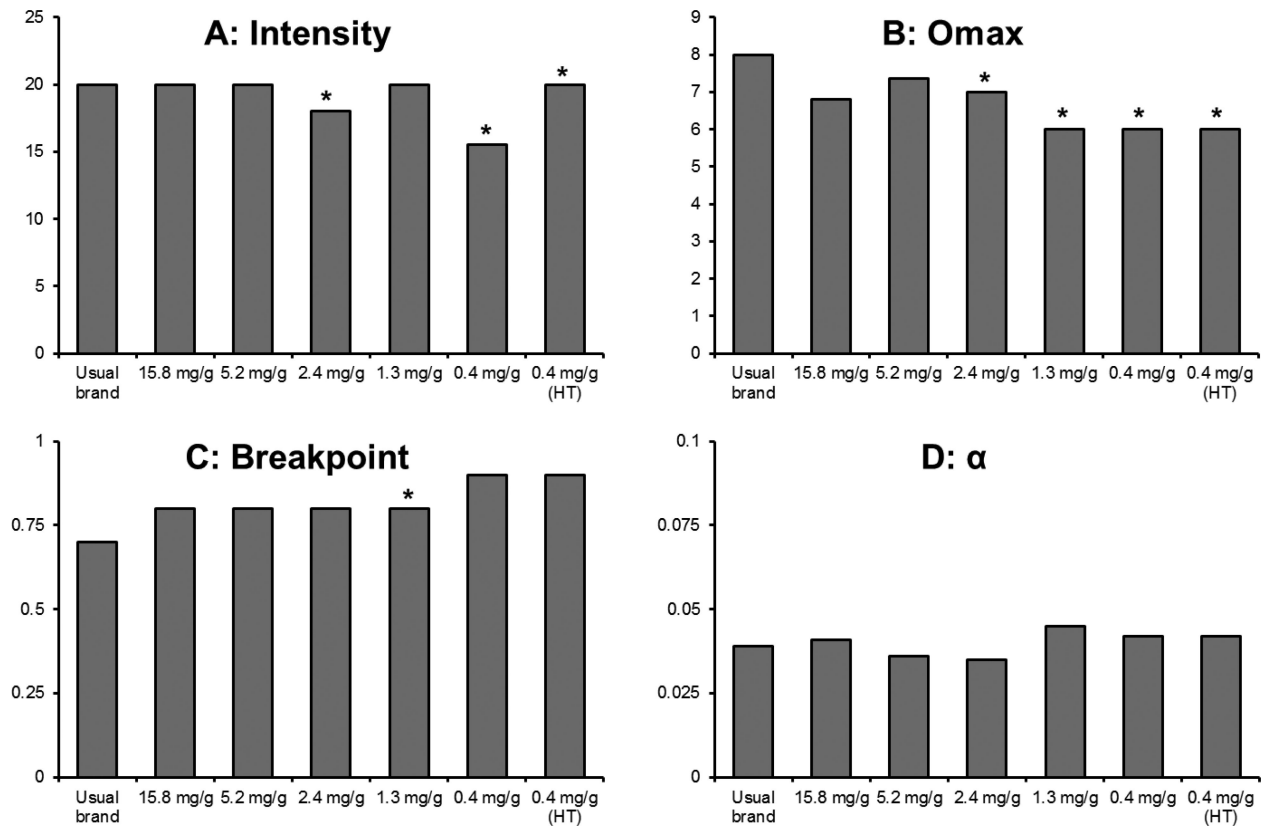 A: Intensity
25
20
15
10
5
0
* * *
Usual brand
15.8 mg/g
5.2 mg/g
2.4 mg/g
1.3 mg/g
0.4 mg/g
0.4 mg/g (HT)
B: Omax
9
8
7
6
5
4
3
2
1
0
* * * *
Usual brand
15.8 mg/g
5.2 mg/g
2.4 mg/g
1.3 mg/g
0.4 mg/g
0.4 mg/g (HT)
C: Breakpoint
1
0.75
0.5
0.25
0
*
Usual brand
15.8 mg/g
5.2 mg/g
2.4 mg/g
1.3 mg/g
0.4 mg/g
0.4 mg/g (HT)
D: α
0.1
0.075
0.05
0.025
0
Usual brand
15.8 mg/g
5.2 mg/g
2.4 mg/g
1.3 mg/g
0.4 mg/g
0.4 mg/g (HT)